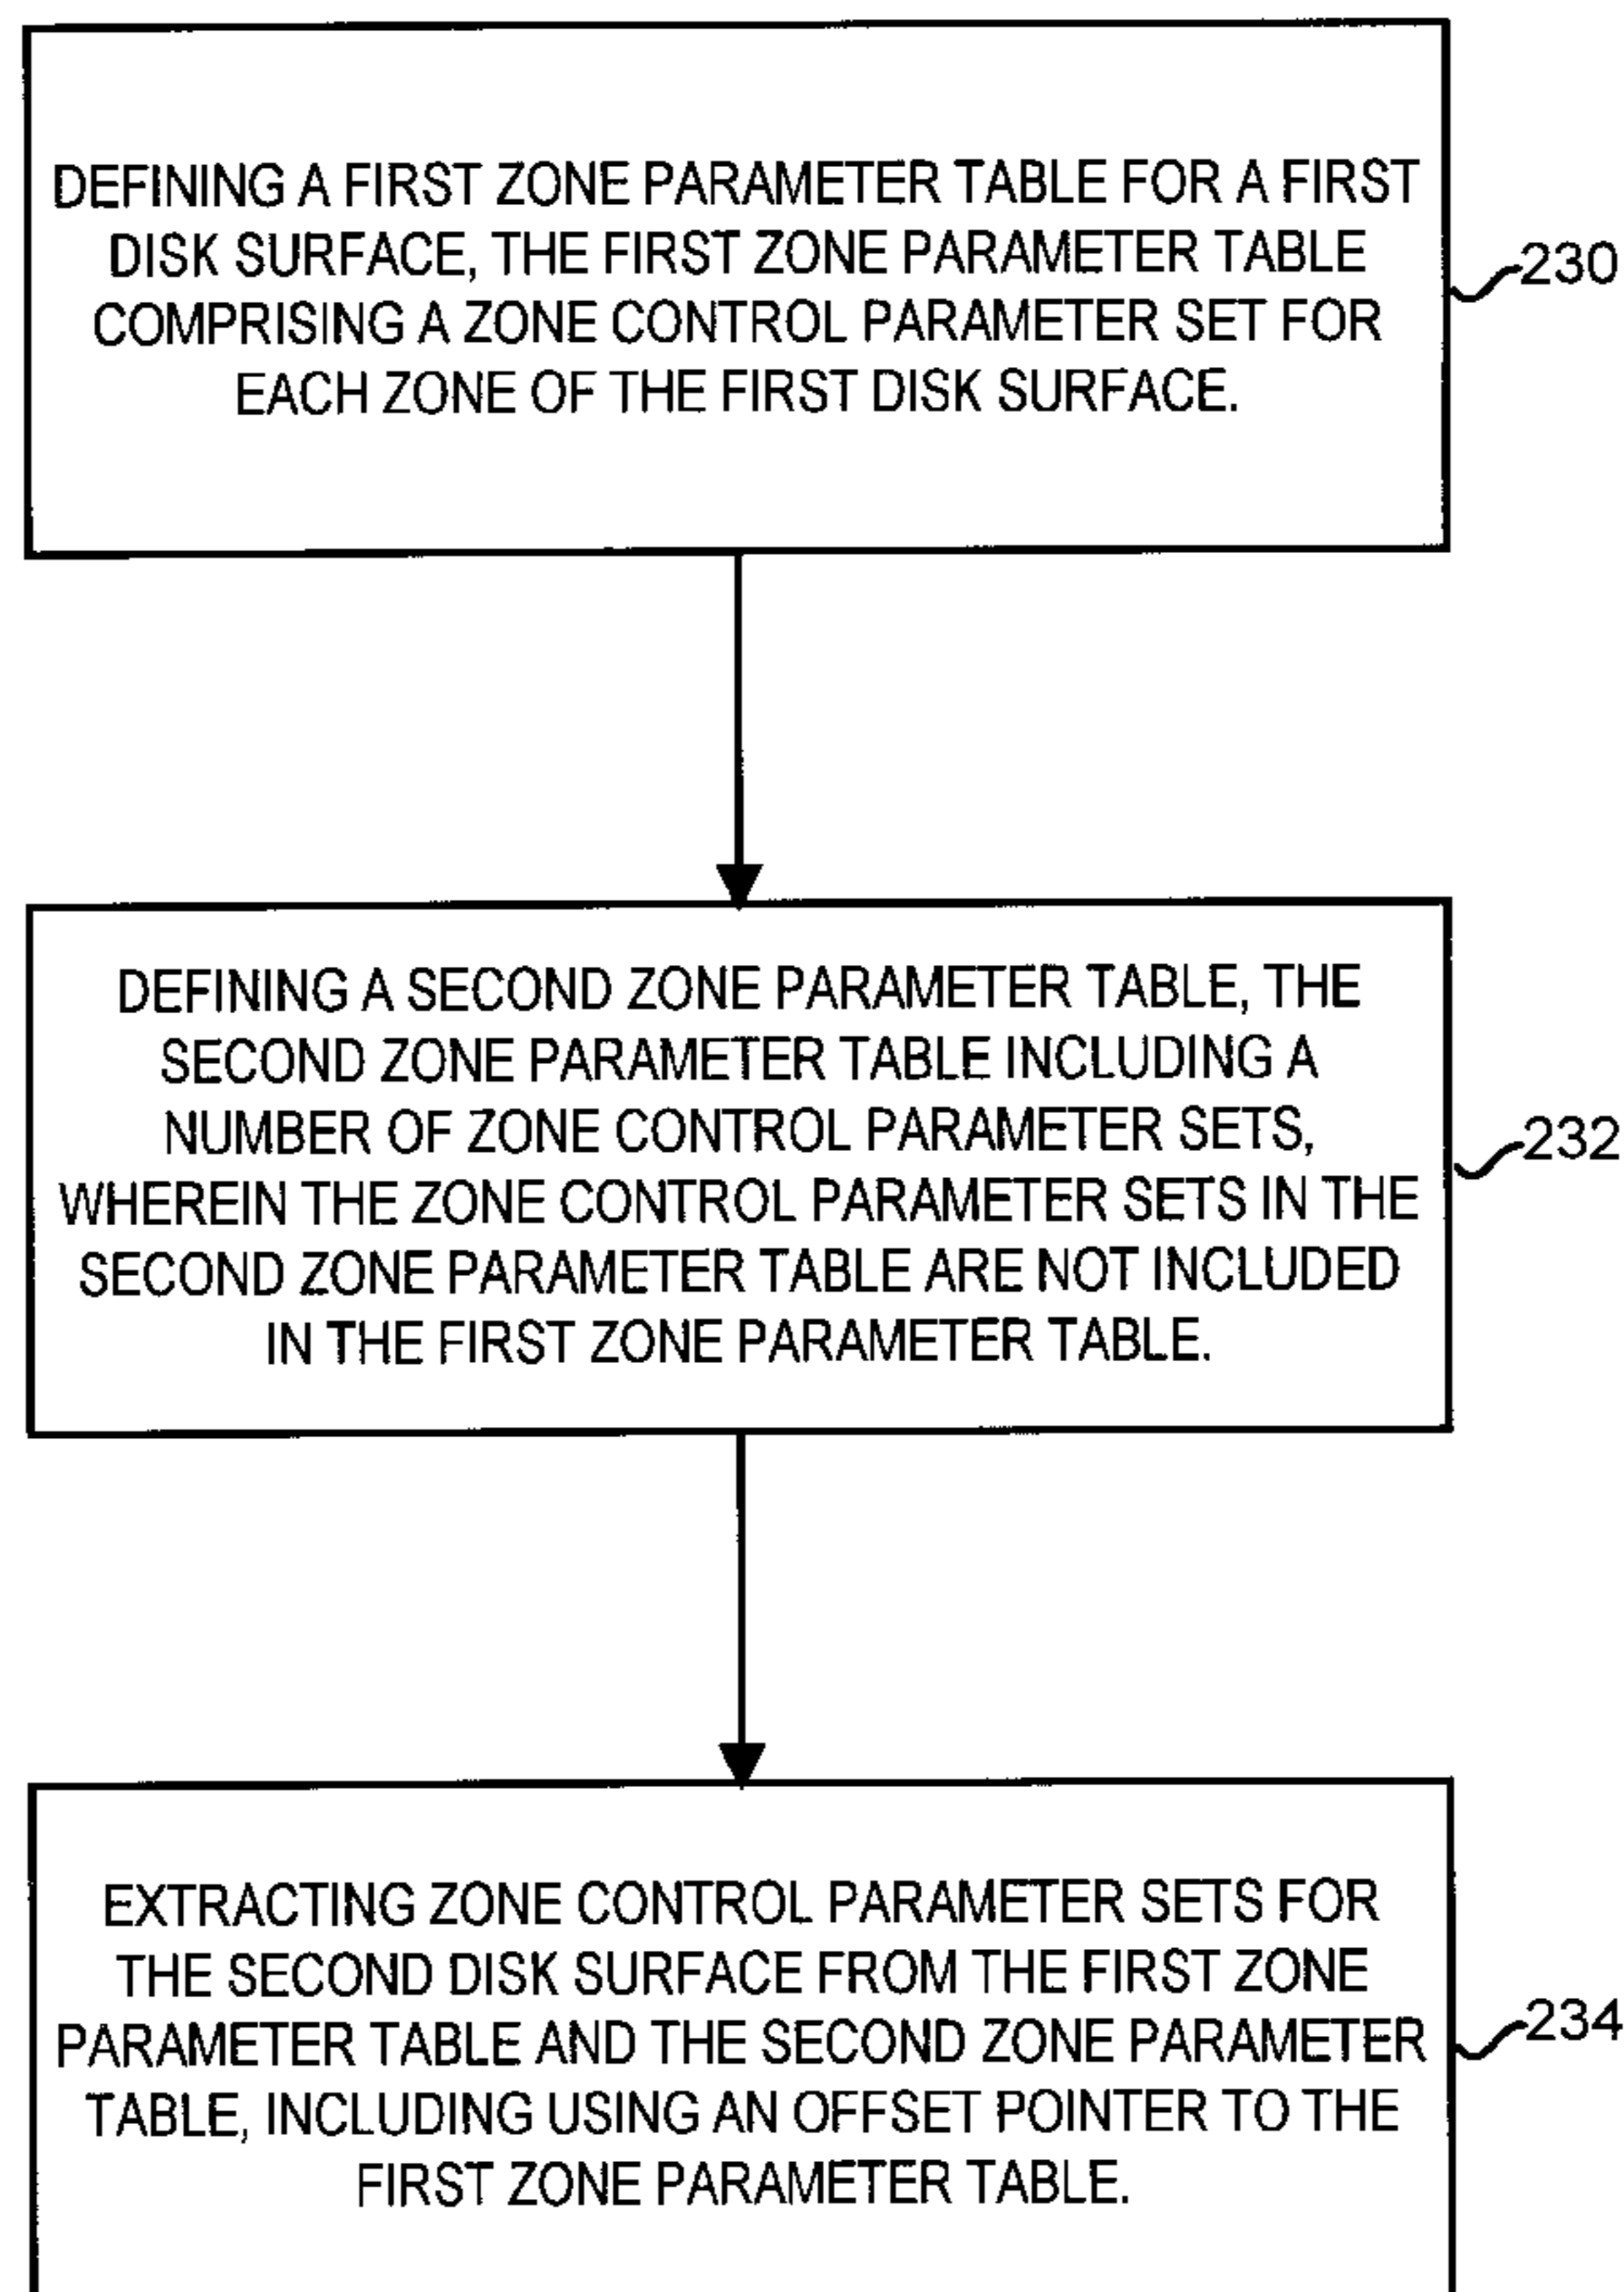 DEFINING A FIRST ZONE PARAMETER TABLE FOR A FIRST
DISK SURFACE, THE FIRST ZONE PARAMETER TABLE
COMPRISING A ZONE CONTROL PARAMETER SET FOR
EACH ZONE OF THE FIRST DISK SURFACE.
230
DEFINING A SECOND ZONE PARAMETER TABLE, THE
SECOND ZONE PARAMETER TABLE INCLUDING A
NUMBER OF ZONE CONTROL PARAMETER SETS,
WHEREIN THE ZONE CONTROL PARAMETER SETS IN THE
SECOND ZONE PARAMETER TABLE ARE NOT INCLUDED
IN THE FIRST ZONE PARAMETER TABLE.
232
EXTRACTING ZONE CONTROL PARAMETER SETS FOR
THE SECOND DISK SURFACE FROM THE FIRST ZONE
PARAMETER TABLE AND THE SECOND ZONE PARAMETER
TABLE, INCLUDING USING AN OFFSET POINTER TO THE
FIRST ZONE PARAMETER TABLE.
234